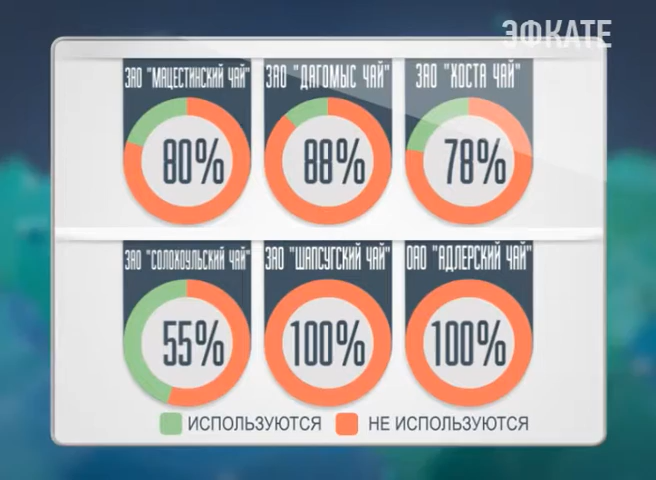 ЭФКАТЕ
ЗАО "МАЦЕСТИНСКИЙ ЧАЙ"
ЗАО "ДАГОМЫС ЧАЙ"
ЗАО "ХОСТА ЧАЙ"
80%
88%
78%
ЗАО "СОЛОХОУЛЬСКИЙ ЧАЙ"
ЗАО "ШАПСУГСКИЙ ЧАЙ"
ОАО "АДЛЕРСКИЙ ЧАЙ"
55%
100%
100%
ИСПОЛЬЗУЮТСЯ
НЕ ИСПОЛЬЗУЮТСЯ